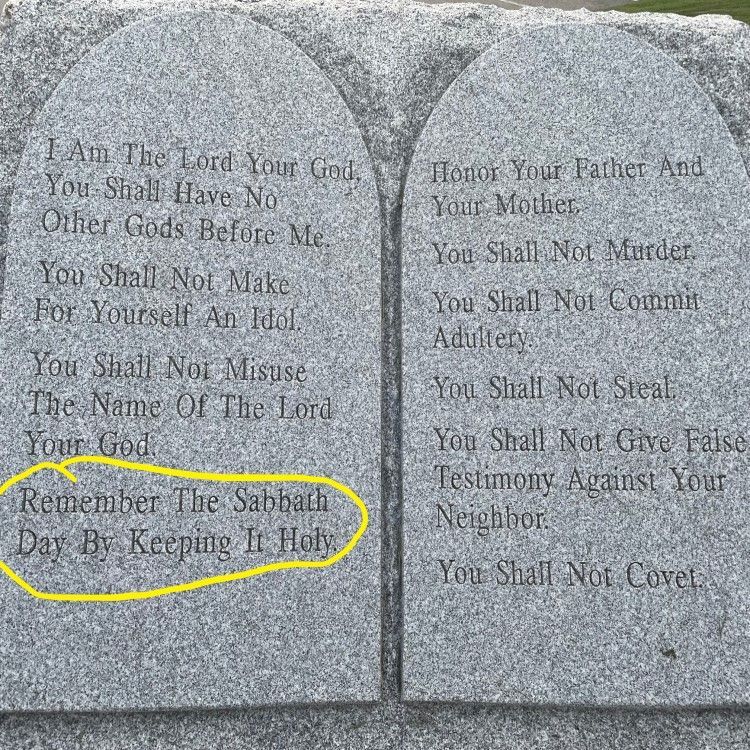 I Am The Lord Your God,
You Shall Have No
Other Gods Before Me.
You Shall Not Make
For Yourself An Idol.
You Shall Not Misuse
The Name Of The Lord
Your God.
Remember The Sabbath
Day By Keeping It Holy.
Honor Your Father And
Your Mother.
You Shall Not Murder.
You Shall Not Commit
Adultery.
You Shall Not Steal.
You Shall Not Give False
Testimony Against Your
Neighbor.
You Shall Not Covet.